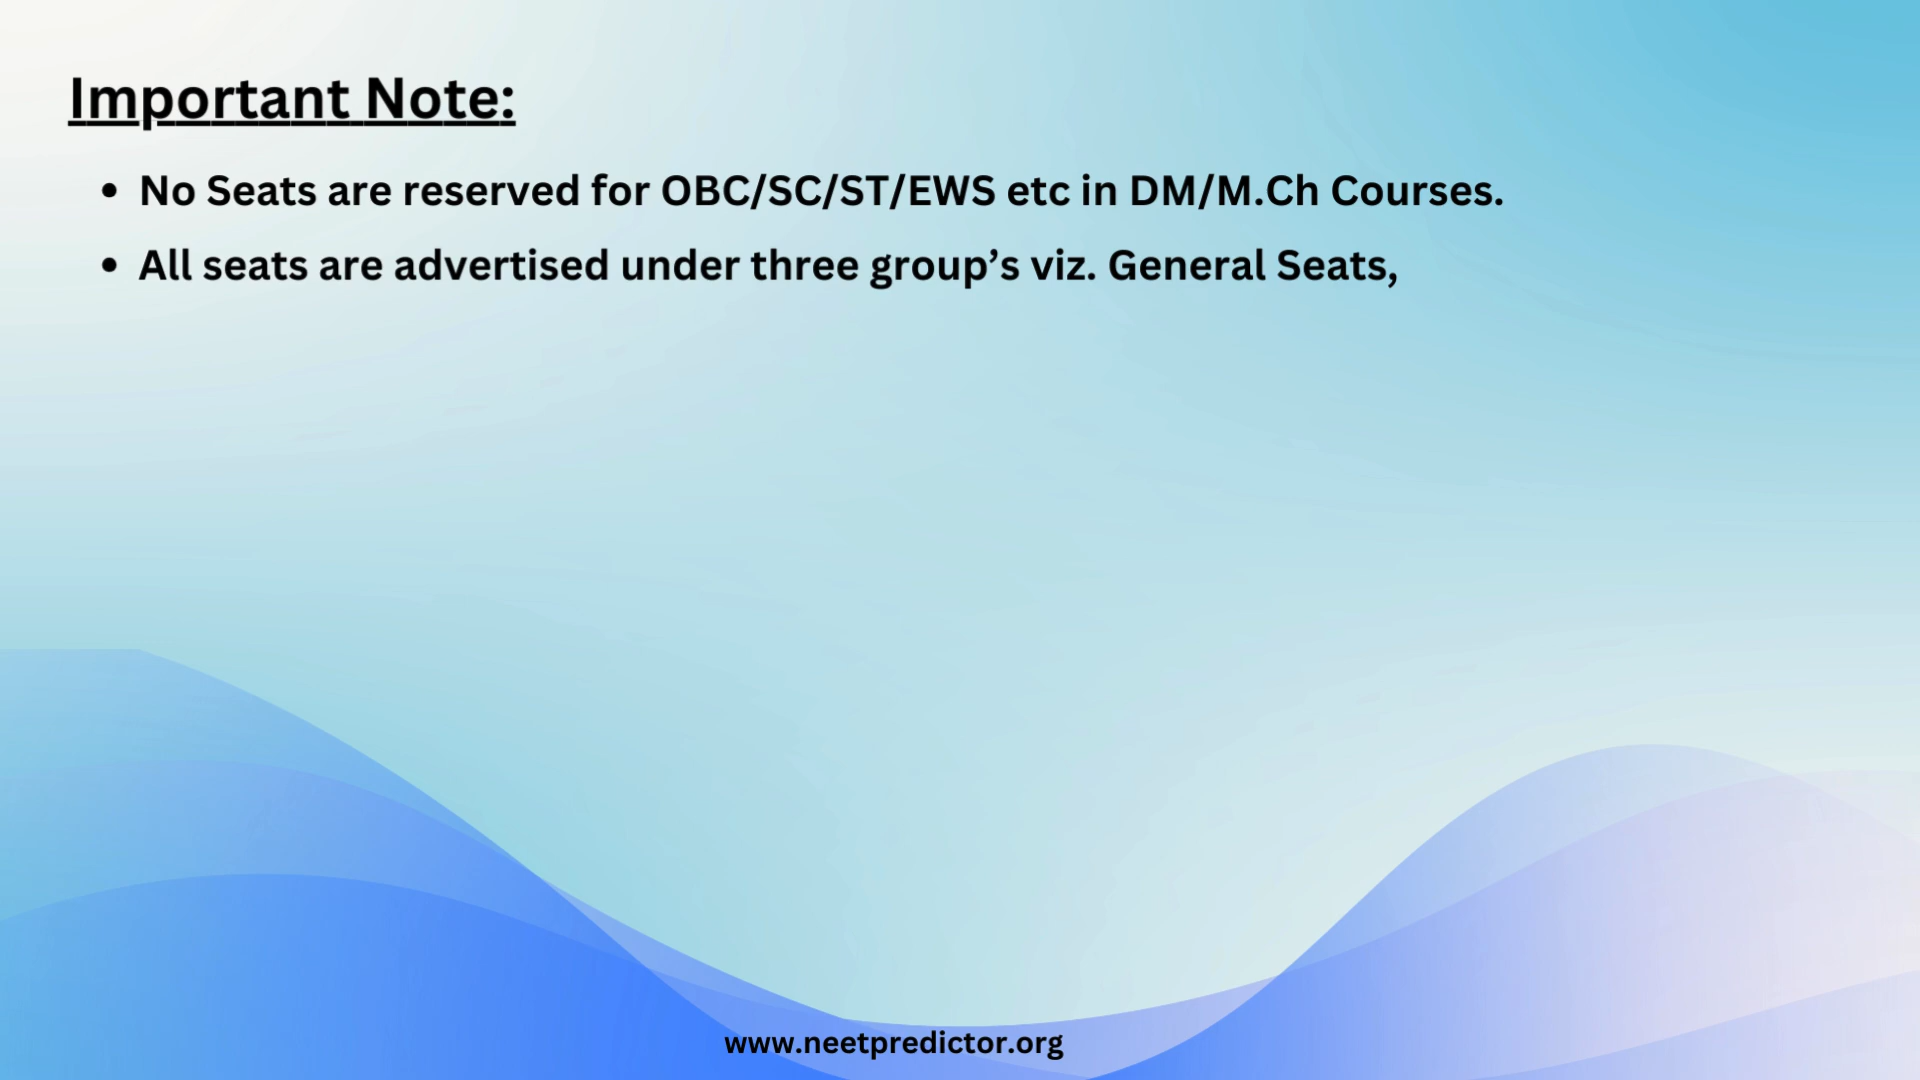 Important Note:
• No Seats are reserved for OBC/SC/ST/EWS etc in DM/M.Ch Courses.
• All seats are advertised under three group’s viz. General Seats,
www.neetpredictor.org